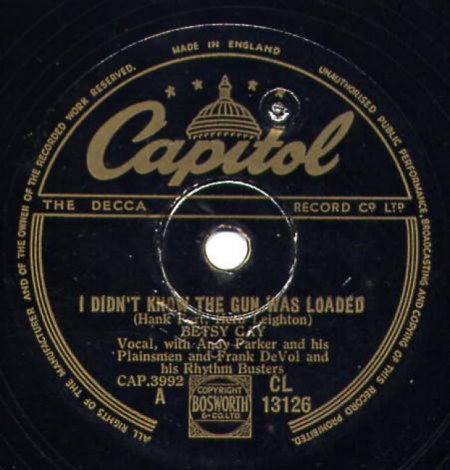 MADE IN ENGLAND
ALL RIGHTS OF THE MANUFACTURER AND OF THE OWNER OF THE RECORDED WORK RESERVED.
UNAUTHORISED PUBLIC PERFORMANCE, BROADCASTING AND COPYING OF THIS RECORD PROHIBITED.
Capitol
THE DECCA RECORD CO LTD
I DIDN'T KNOW THE GUN WAS LOADED
(Hank Leighton)
BETSY GAY
Vocal, with Andy Parker and his
Plainsmen and Frank DeVol and
his Rhythm Busters
CAP.3992 CL
A 13126
COPYRIGHT
BOSWORTH
& CO. LTD.